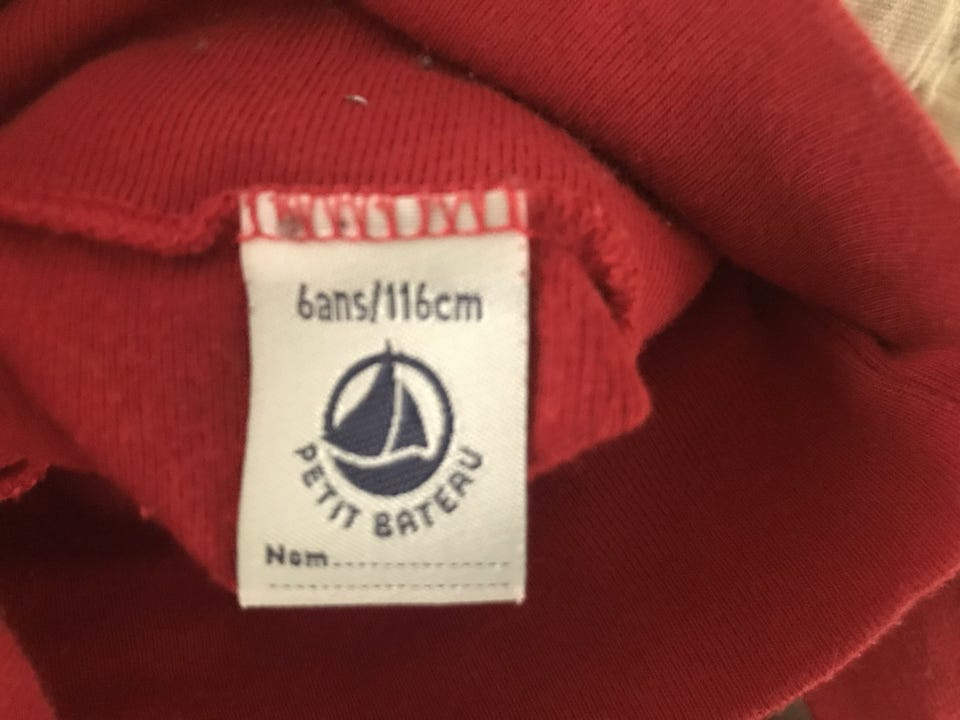 6ans/116cm
PETIT BATEAU
Nom